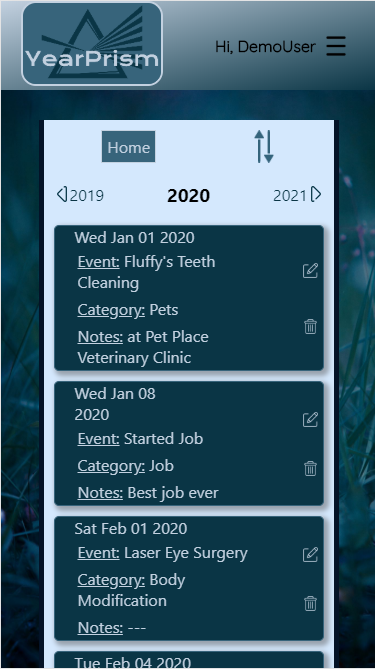 YearPrism
Hi, DemoUser
Home
2019
2020
2021
Wed Jan 01 2020
Event: Fluffy's Teeth
Cleaning
Category: Pets
Notes: at Pet Place
Veterinary Clinic
Wed Jan 08
2020
Event: Started Job
Category: Job
Notes: Best job ever
Sat Feb 01 2020
Event: Laser Eye Surgery
Category: Body
Modification
Notes: ---
Tue Feb 04 2020